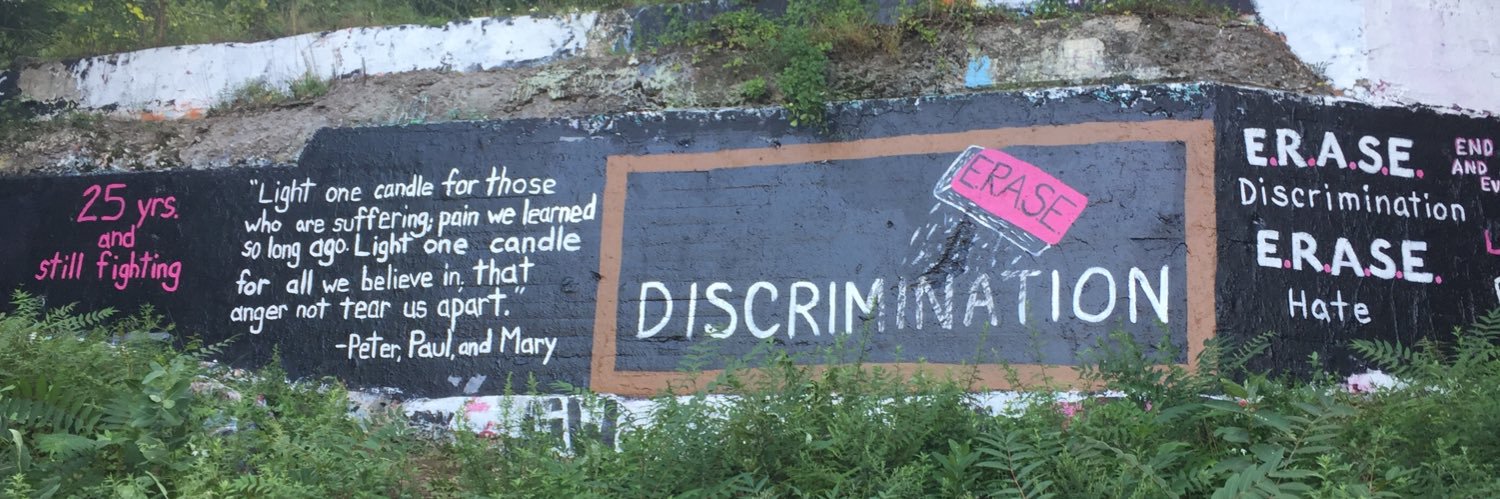 25 yrs.
and
still fighting
"Light one candle for those
who are suffering; pain we learned
so long ago. Light one candle
for all we believe in, that
anger not tear us apart."
-Peter, Paul, and Mary
ERASE
DISCRIMINATION
E.R.A.S.E.
Discrimination
E.R.A.S.E.
Hate
END
AND